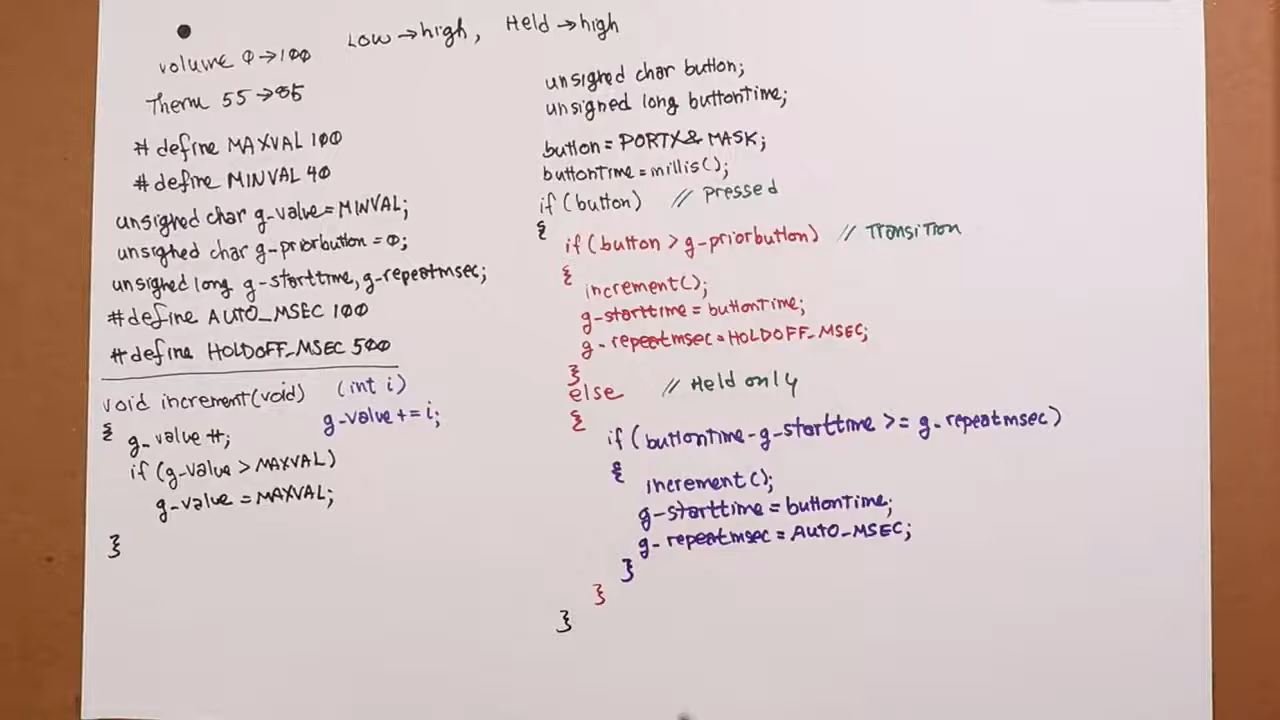 Low → high, Held → high
volume 0 → 100
Therm 55 → 85
# define MAXVAL 100
# define MINVAL 40
unsigned char g-value = MINVAL;
unsigned char g-priorbutton = 0;
unsigned long g-starttime, g-repeatmsec;
# define AUTO_MSEC 100
# define HOLDOFF_MSEC 500
void increment(void) (int i)
{ g_value ++; g-value += i;
if (g-value > MAXVAL)
g-value = MAXVAL;
}
unsigned char button;
unsigned long buttontime;
button = PORTX & MASK;
buttontime = millis();
if (button) // pressed
{
if (button > g-priorbutton) // Transition
{
increment();
g-starttime = buttontime;
g-repeatmsec = HOLDOFF_MSEC;
}
else // Held only
{
if (buttontime - g-starttime >= g-repeatmsec)
{
increment();
g-starttime = buttontime;
g-repeatmsec = AUTO_MSEC;
}
}
}